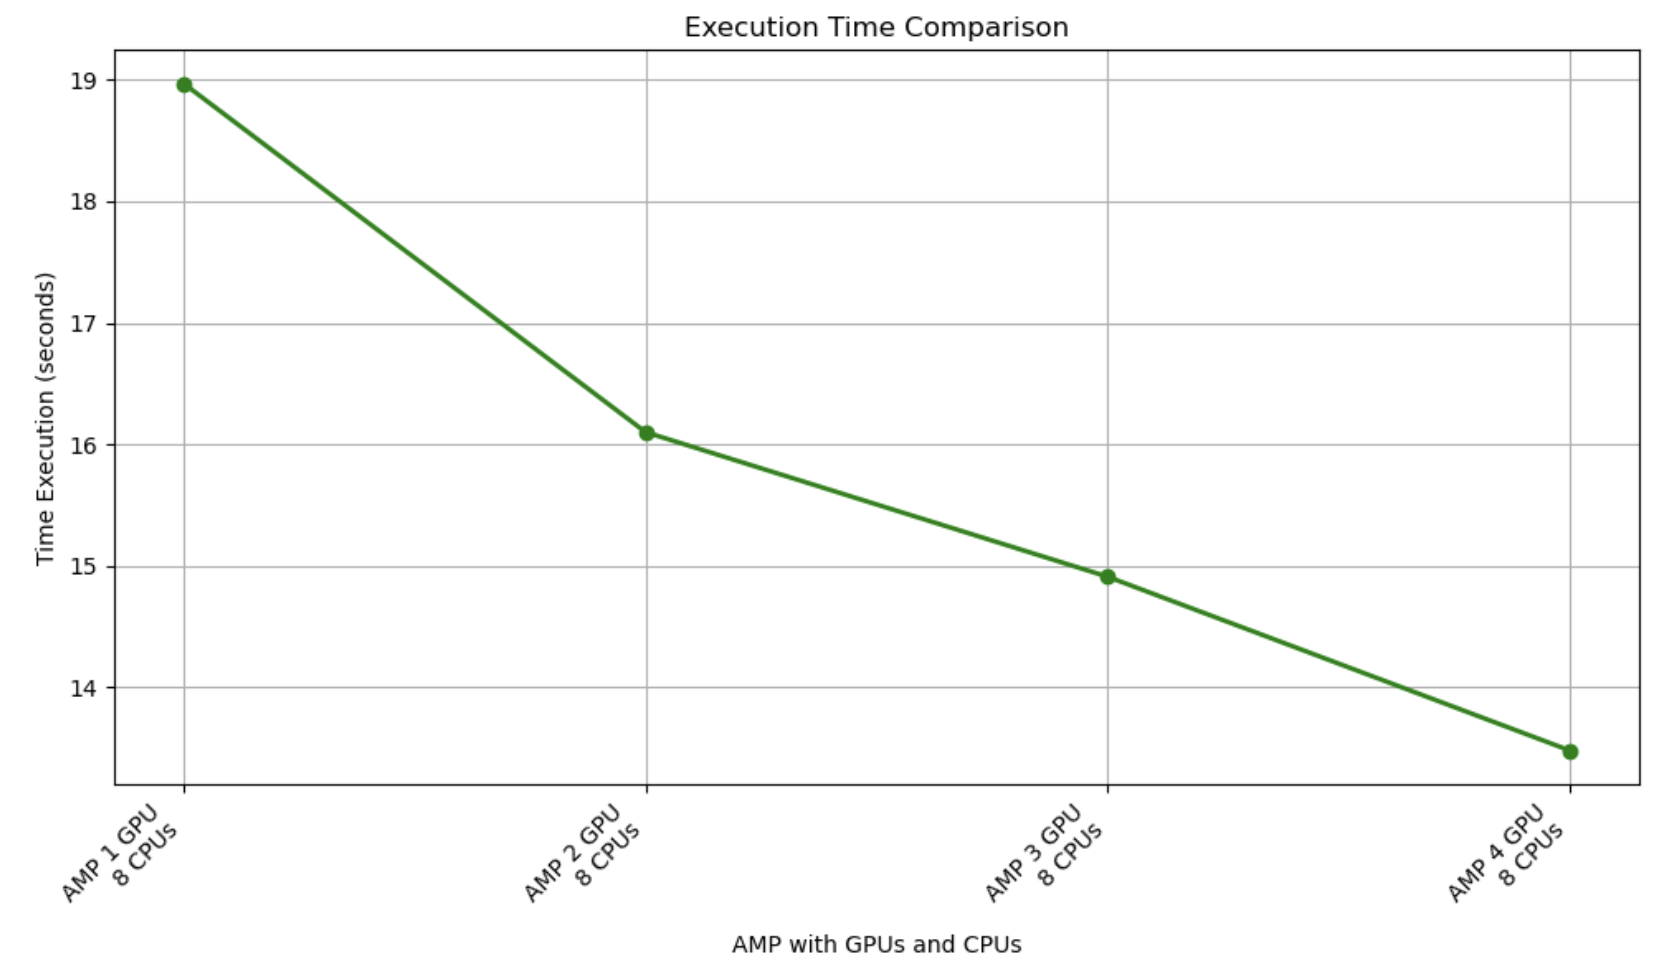 Execution Time Comparison
Time Execution (seconds)
19
18
17
16
15
14
AMP 1 GPU
8 CPUs
AMP 2 GPU
8 CPUs
AMP 3 GPU
8 CPUs
AMP 4 GPU
8 CPUs
AMP with GPUs and CPUs